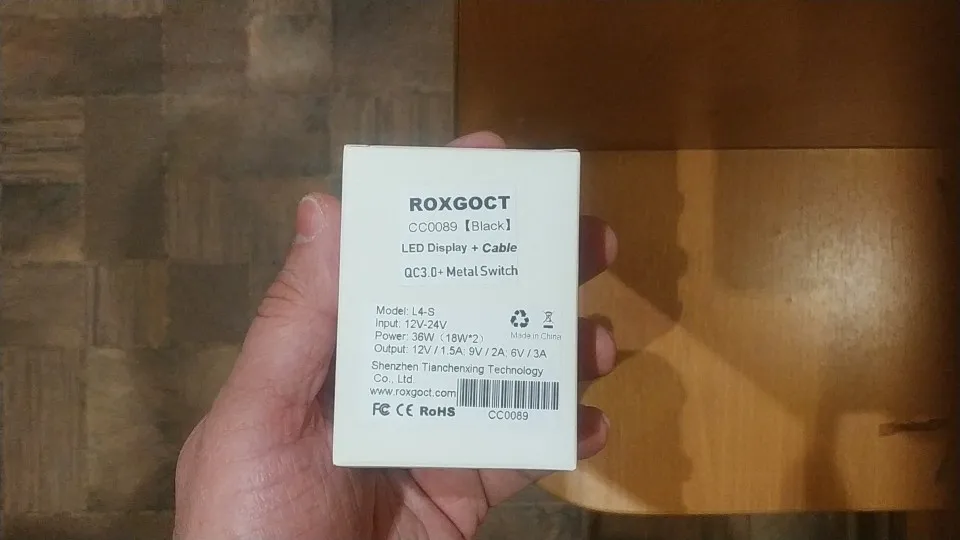 ROXGOCT
CC0089【Black】
LED Display + Cable
QC3.0+ Metal Switch
Model: L4-S
Input: 12V-24V
Power: 36W（18W*2）
Made in China
Output: 12V / 1.5A; 9V / 2A; 6V / 3A
Shenzhen Tianchenxing Technology
Co., Ltd.
www.roxgoct.com
FC CE RoHS
CC0089